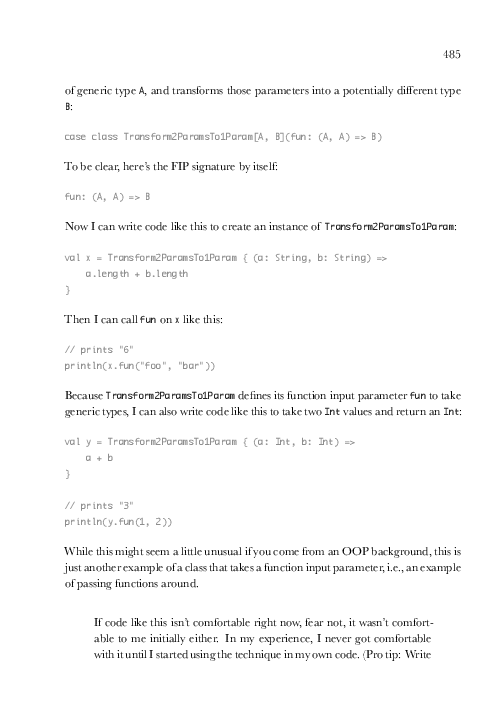 485
of generic type A, and transforms those parameters into a potentially different type
B:
case class Transform2ParamsTo1Param[A, B](fun: (A, A) => B)
To be clear, here's the FIP signature by itself:
fun: (A, A) => B
Now I can write code like this to create an instance of Transform2ParamsTo1Param:
val x = Transform2ParamsTo1Param { (a: String, b: String) =>
    a.length + b.length
}
Then I can call fun on x like this:
// prints "6"
println(x.fun("foo", "bar"))
Because Transform2ParamsTo1Param defines its function input parameter fun to take
generic types, I can also write code like this to take two Int values and return an Int:
val y = Transform2ParamsTo1Param { (a: Int, b: Int) =>
    a + b
}
// prints "3"
println(y.fun(1, 2))
While this might seem a little unusual if you come from an OOP background, this is
just another example of a class that takes a function input parameter, i.e., an example
of passing functions around.
If code like this isn't comfortable right now, fear not, it wasn't comfort-
able to me initially either. In my experience, I never got comfortable
with it until I started using the technique in my own code. (Pro tip: Write